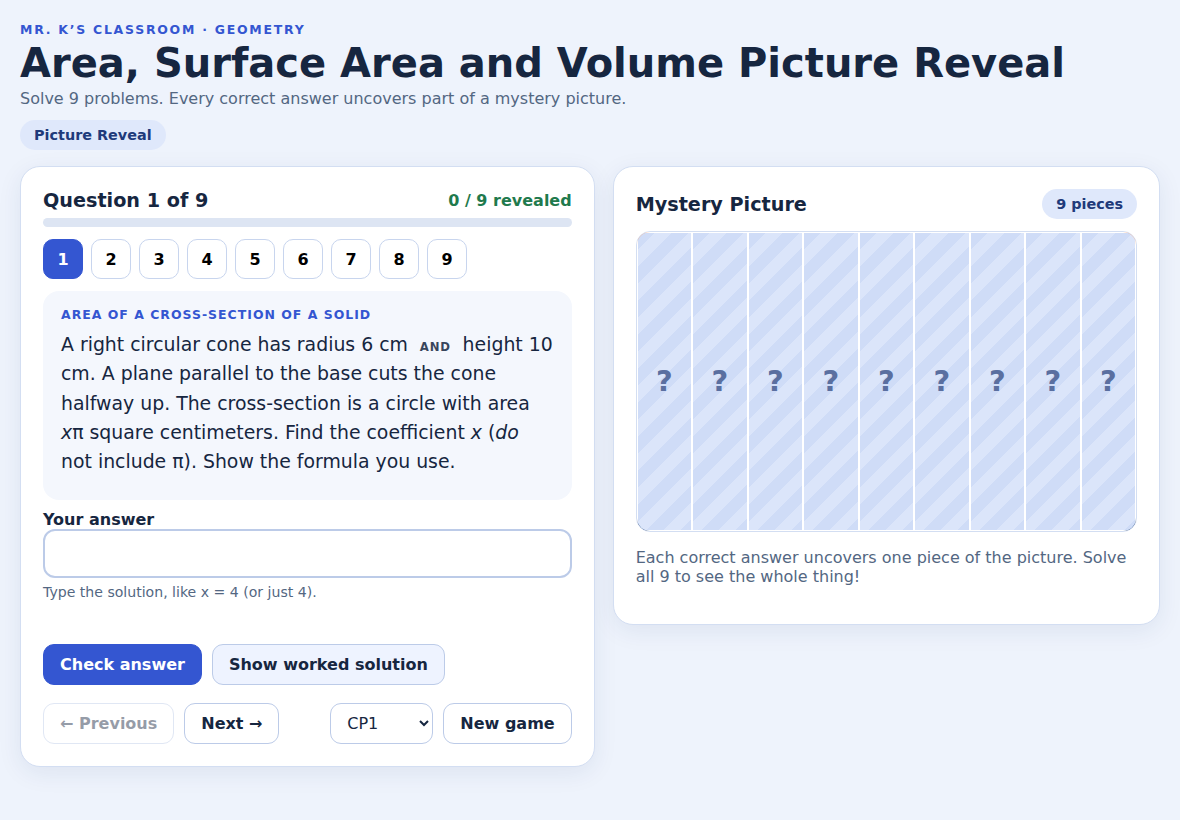 MR. K’S CLASSROOM · GEOMETRY
Area, Surface Area and Volume Picture Reveal
Solve 9 problems. Every correct answer uncovers part of a mystery picture.
Picture Reveal
Question 1 of 9
0 / 9 revealed
1 2 3 4 5 6 7 8 9
AREA OF A CROSS-SECTION OF A SOLID
A right circular cone has radius 6 cm AND height 10
cm. A plane parallel to the base cuts the cone
halfway up. The cross-section is a circle with area
xπ square centimeters. Find the coefficient x (do
not include π). Show the formula you use.
Your answer
Type the solution, like x = 4 (or just 4).
Check answer
Show worked solution
← Previous
Next →
CP1
New game
Mystery Picture
9 pieces
? ? ? ? ? ? ? ? ?
Each correct answer uncovers one piece of the picture. Solve
all 9 to see the whole thing!